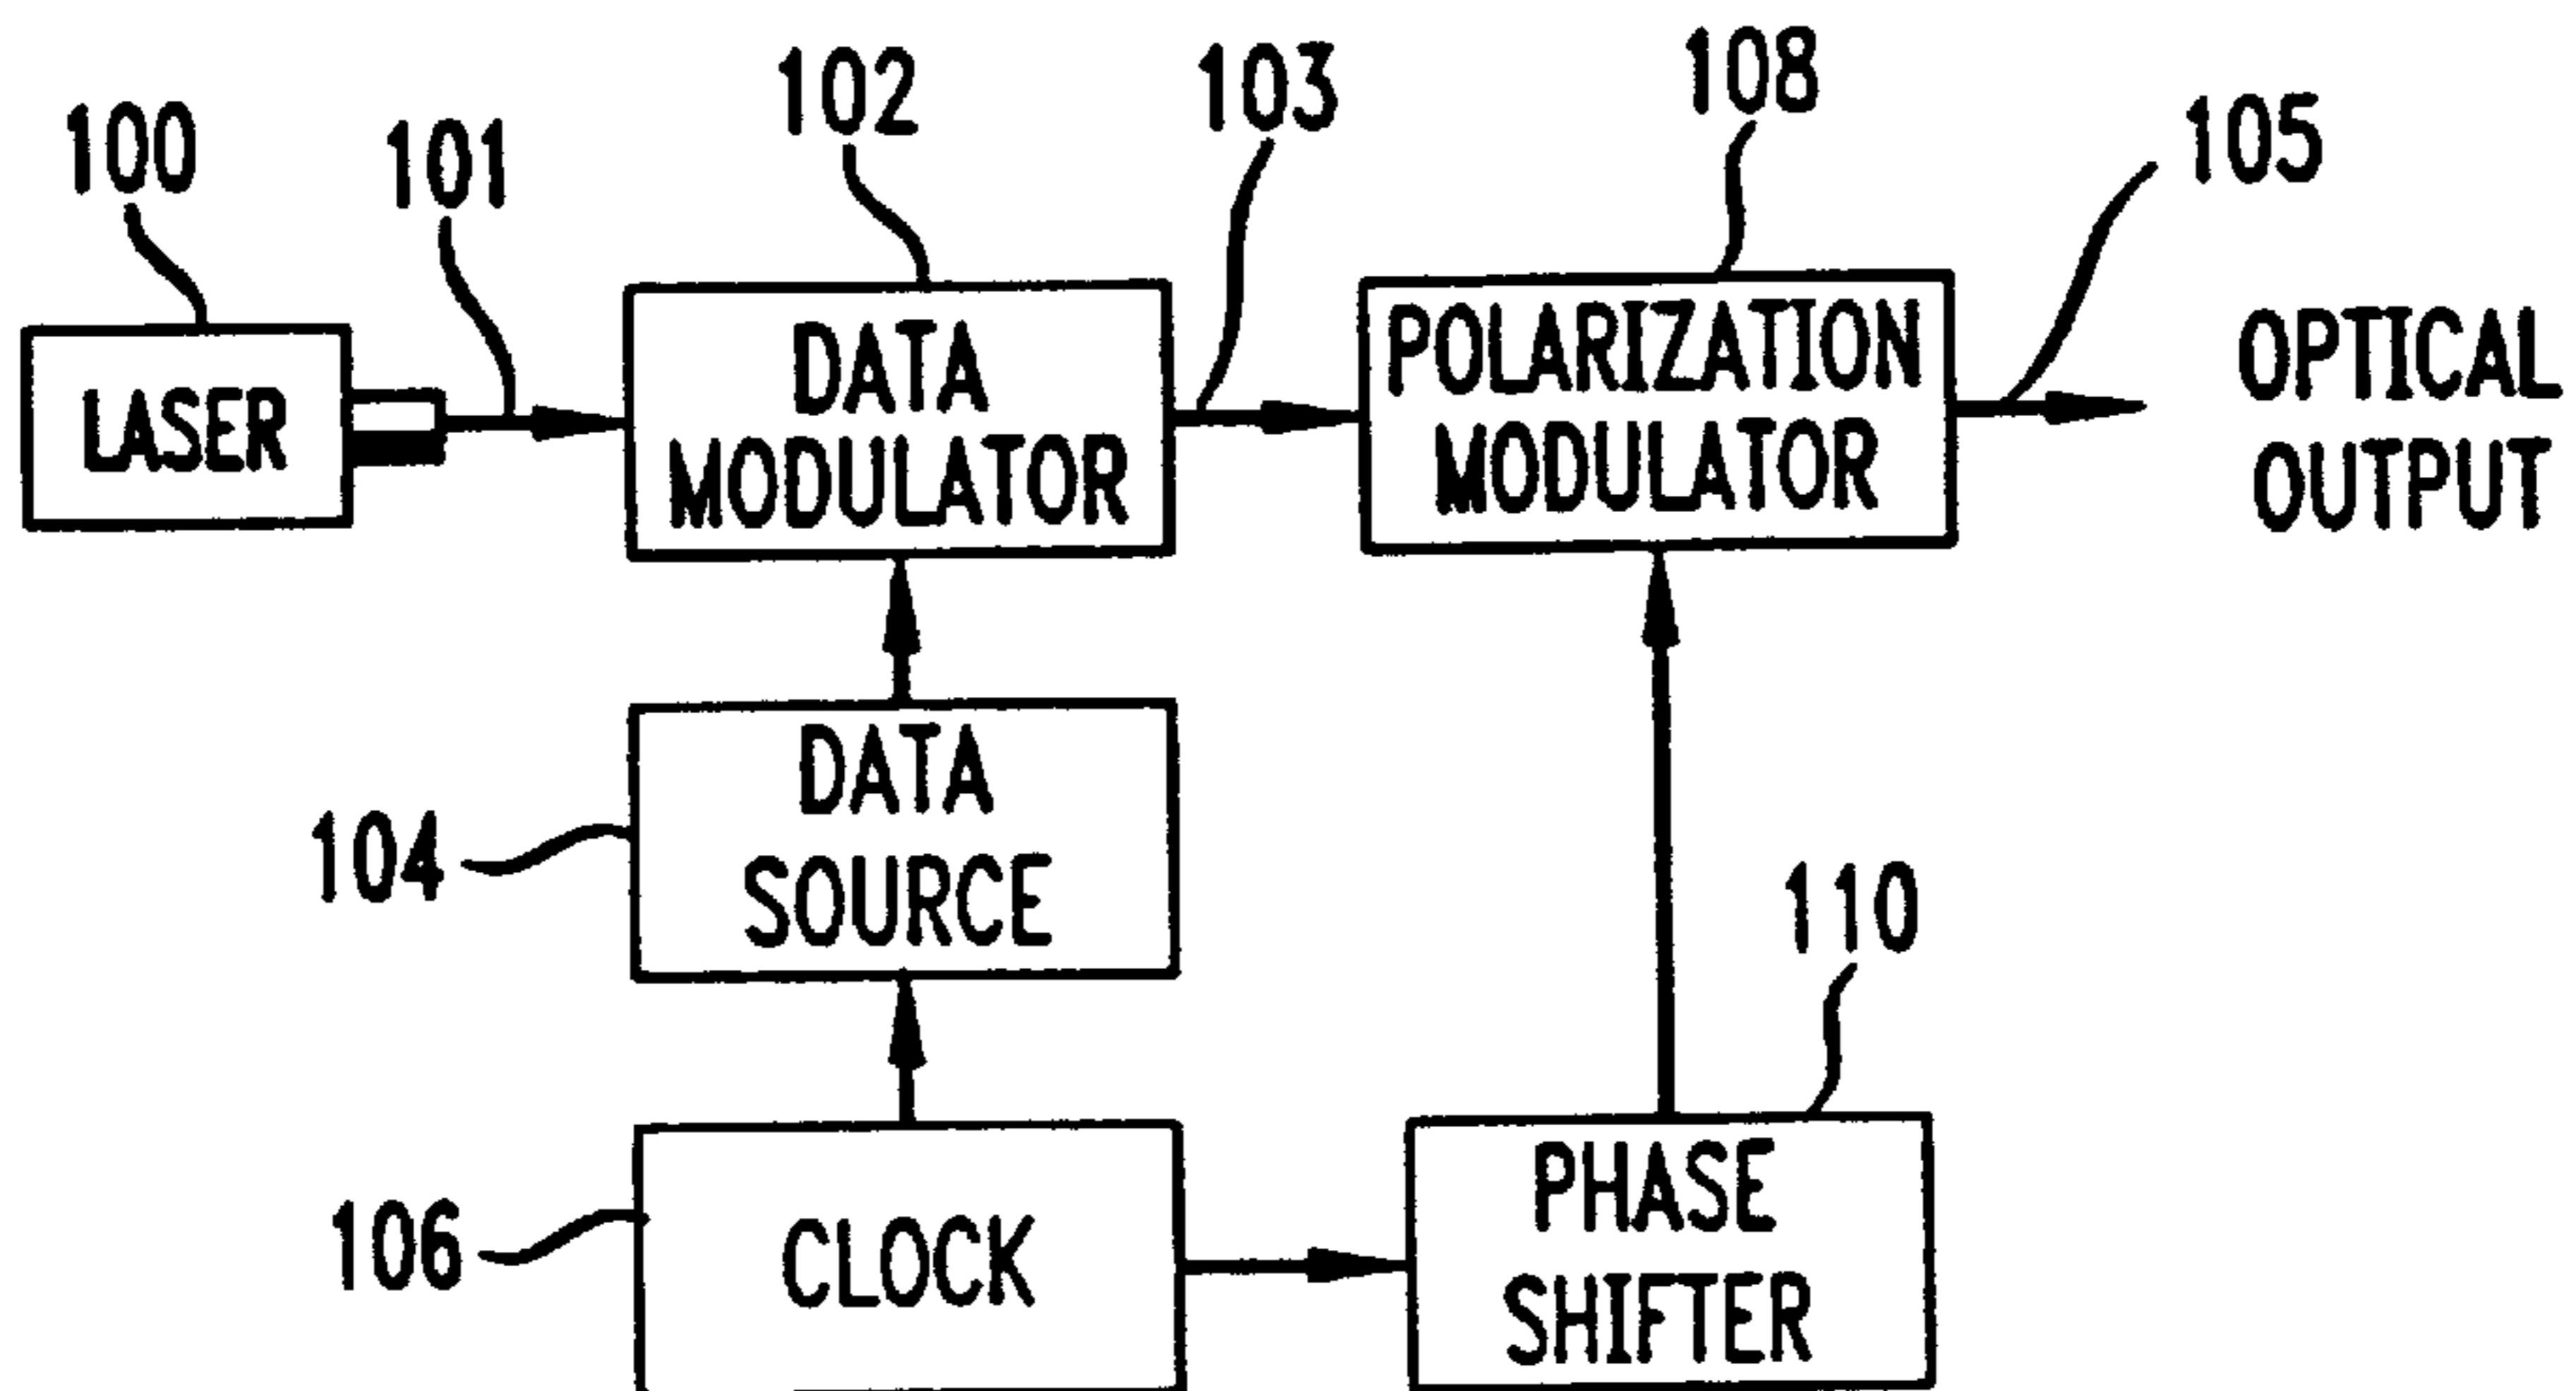 100
101
102
103
108
105
LASER
DATA
MODULATOR
POLARIZATION
MODULATOR
OPTICAL
OUTPUT
104
DATA
SOURCE
110
106
CLOCK
PHASE
SHIFTER